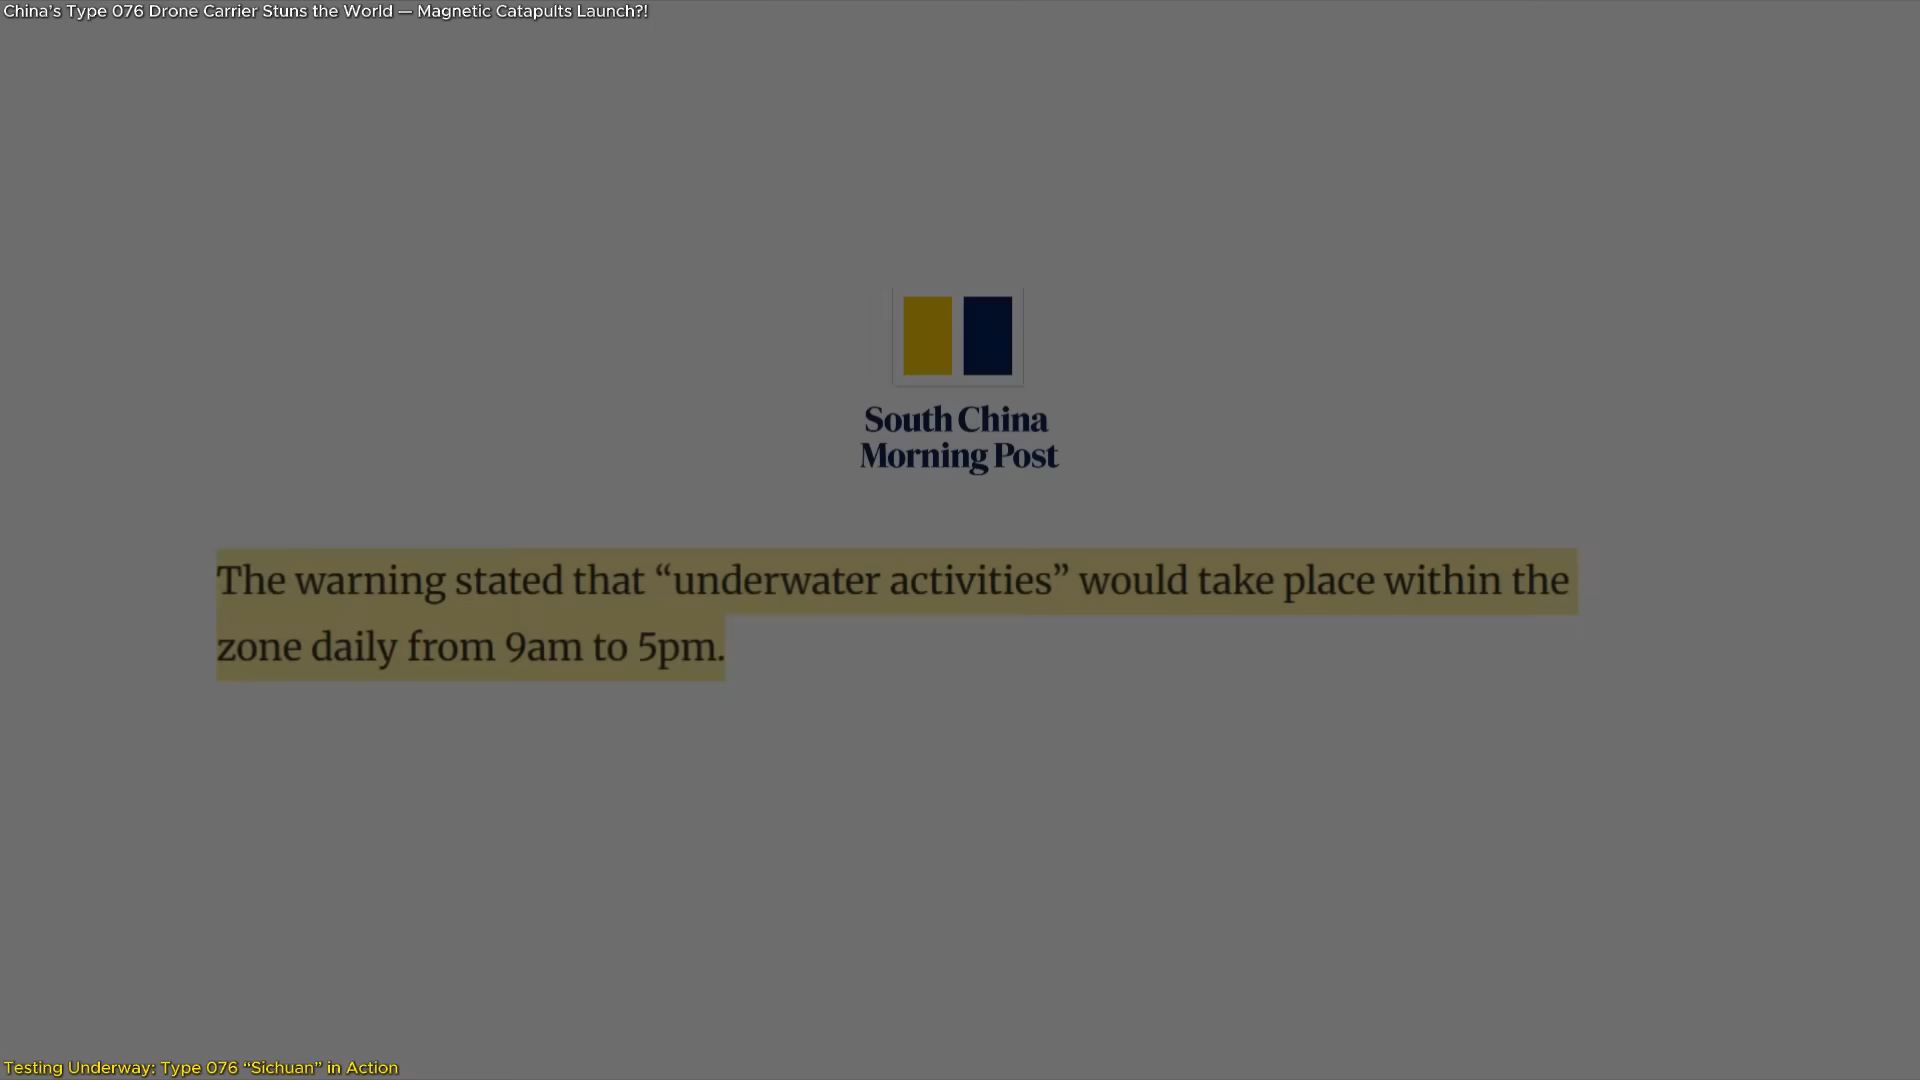 China’s Type 076 Drone Carrier Stuns the World — Magnetic Catapults Launch?!
South China
Morning Post
The warning stated that “underwater activities” would take place within the
zone daily from 9am to 5pm.
Testing Underway: Type 076 “Sichuan” in Action